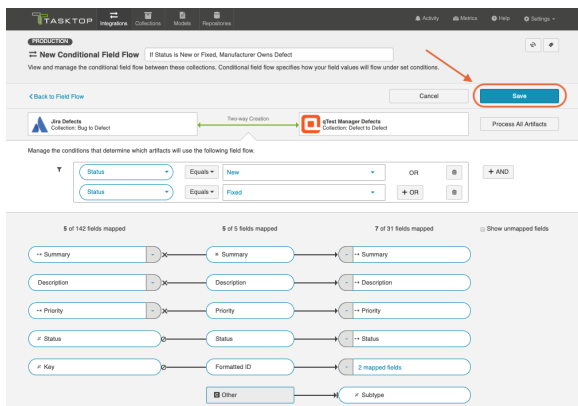 TASKTOP Integrations Collections Models Repositories Activity Metrics Help Settings
PRODUCTION
New Conditional Field Flow If Status is New or Fixed, Manufacturer Owns Defect
View and manage the conditional field flow between these collections. Conditional field flow specifies how your field values will flow under set conditions.
Back to Field Flow Cancel Save
Jira Defects
Collection: Bug to Defect
Two-way Creation
qTest Manager Defects
Collection: Defect to Defect
Process All Artifacts
Manage the conditions that determine which artifacts will use the following field flow.
Status Equals New OR + AND
Status Equals Fixed + OR
5 of 142 fields mapped 5 of 5 fields mapped 7 of 31 fields mapped Show unmapped fields
Summary Summary Summary
Description Description Description
Priority Priority Priority
Status Status Status
Key Formatted ID 2 mapped fields
Other Subtype